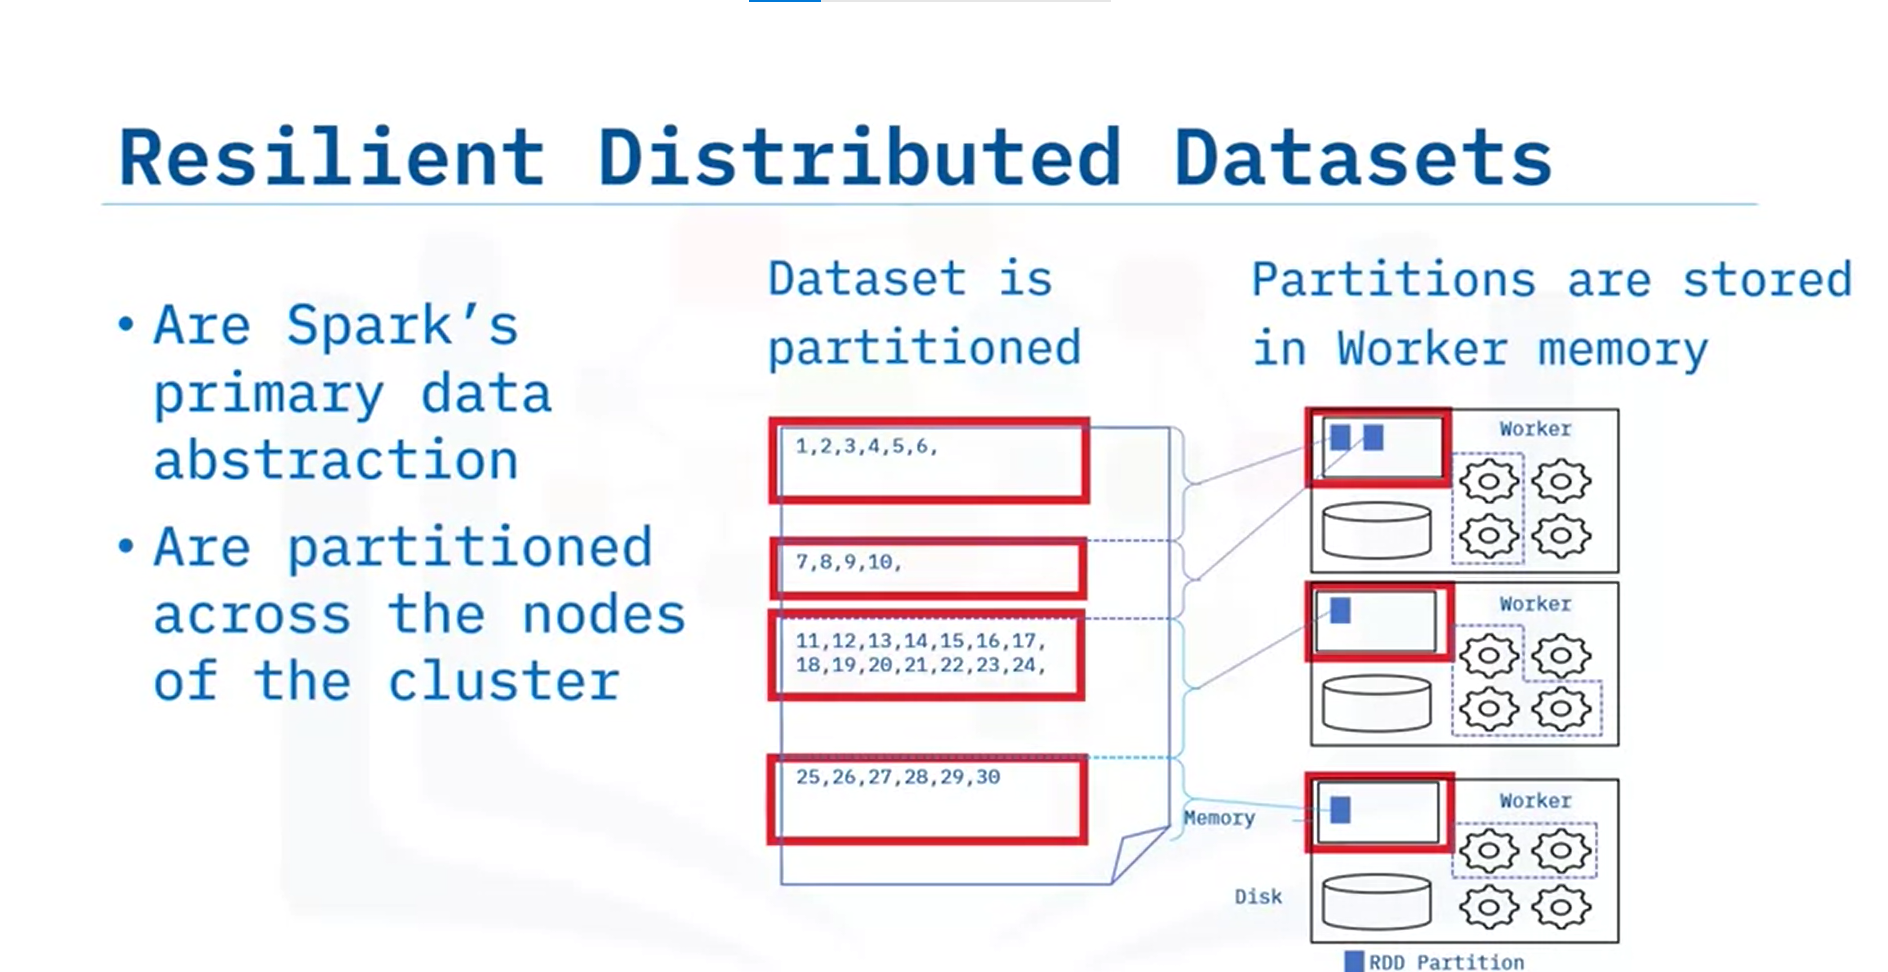 Resilient Distributed Datasets
• Are Spark’s
primary data
abstraction
• Are partitioned
across the nodes
of the cluster
Dataset is
partitioned
1,2,3,4,5,6,
7,8,9,10,
11,12,13,14,15,16,17,
18,19,20,21,22,23,24,
25,26,27,28,29,30
Partitions are stored
in Worker memory
Worker
Worker
Worker
Memory
Disk
RDD Partition